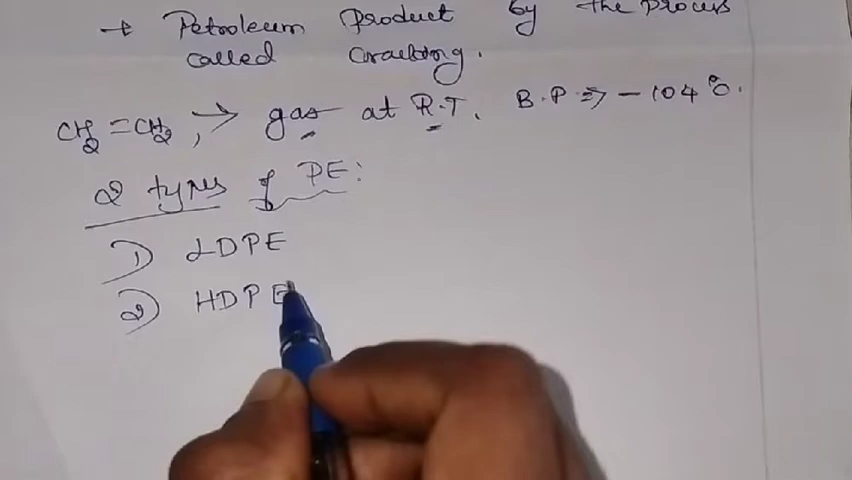 → Petroleum Product by the Process
called Cracking.
CH2=CH2, → gas at R.T. B.P ⇒ -104°C.
2 types of PE:
1) LDPE
2) HDPE